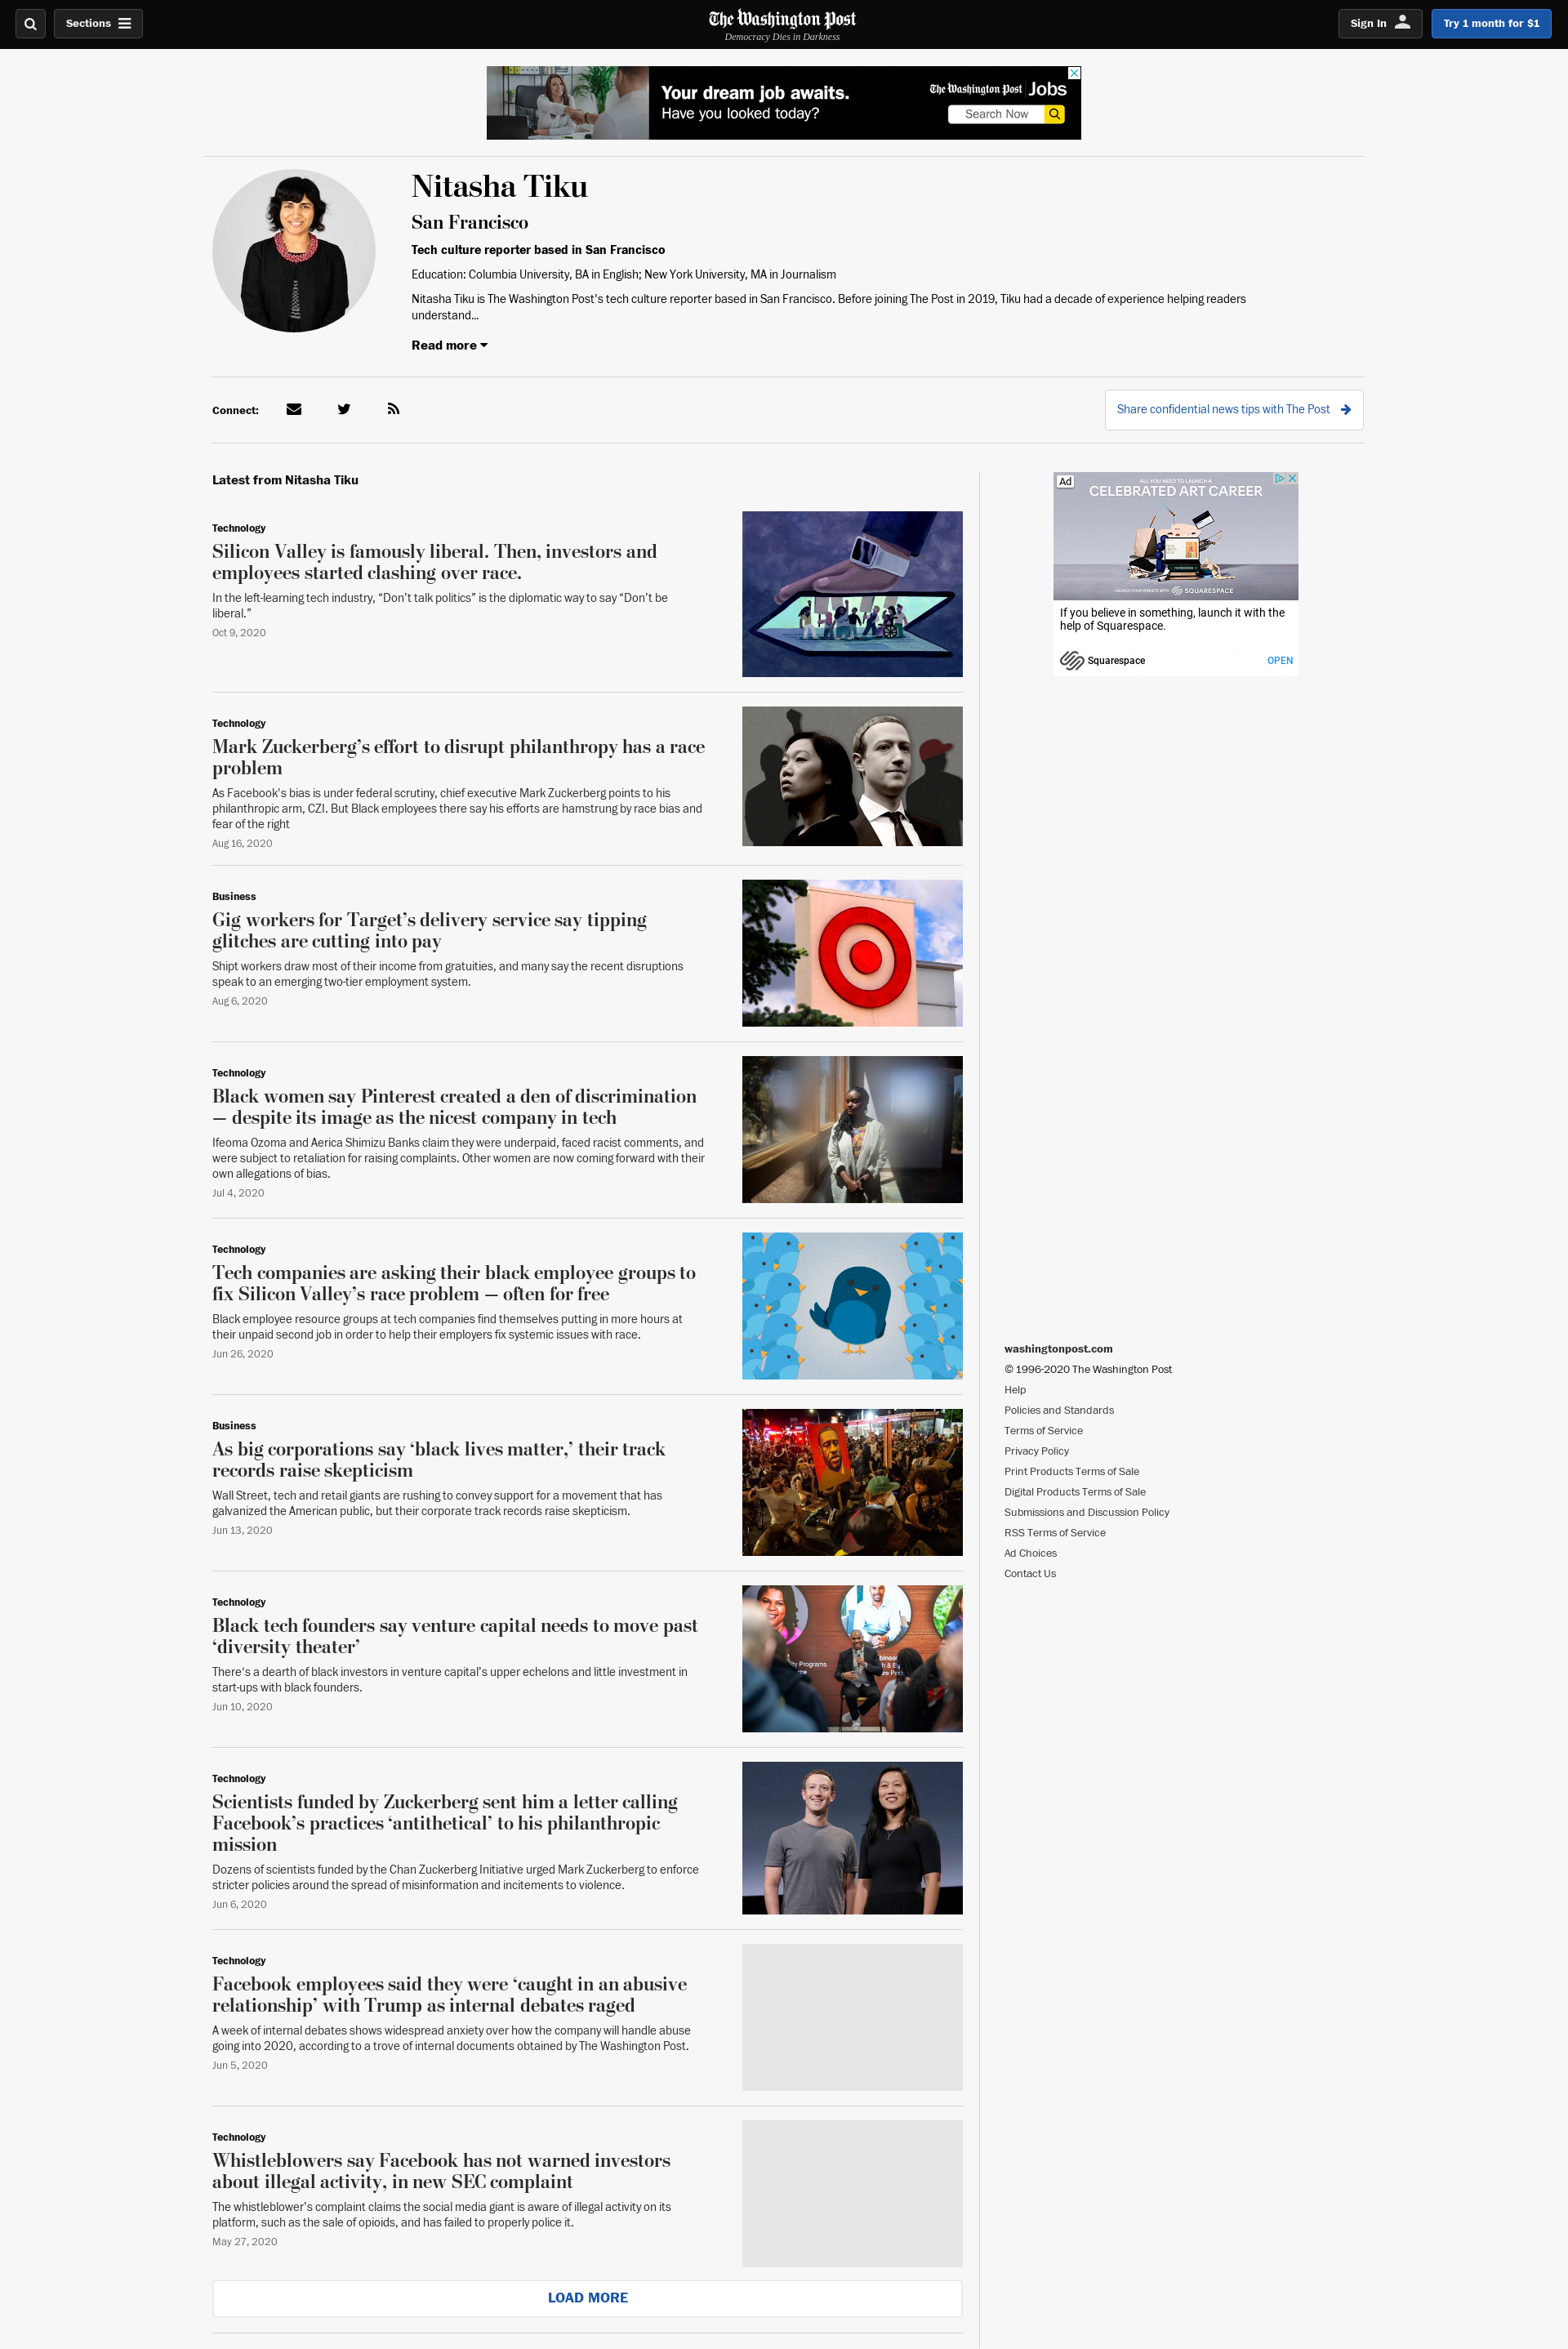 Sections
The Washington Post
Democracy Dies in Darkness
Sign In
Try 1 month for $1
Your dream job awaits.
Have you looked today?
The Washington Post Jobs
Search Now
Nitasha Tiku
San Francisco
Tech culture reporter based in San Francisco
Education: Columbia University, BA in English; New York University, MA in Journalism
Nitasha Tiku is The Washington Post's tech culture reporter based in San Francisco. Before joining The Post in 2019, Tiku had a decade of experience helping readers
understand...
Read more
Connect:
Share confidential news tips with The Post
Latest from Nitasha Tiku
Technology
Silicon Valley is famously liberal. Then, investors and
employees started clashing over race.
In the left-learning tech industry, “Don’t talk politics” is the diplomatic way to say “Don’t be
liberal.”
Oct 9, 2020
Technology
Mark Zuckerberg’s effort to disrupt philanthropy has a race
problem
As Facebook's bias is under federal scrutiny, chief executive Mark Zuckerberg points to his
philanthropic arm, CZI. But Black employees there say his efforts are hamstrung by race bias and
fear of the right
Aug 16, 2020
Business
Gig workers for Target’s delivery service say tipping
glitches are cutting into pay
Shipt workers draw most of their income from gratuities, and many say the recent disruptions
speak to an emerging two-tier employment system.
Aug 6, 2020
Technology
Black women say Pinterest created a den of discrimination
— despite its image as the nicest company in tech
Ifeoma Ozoma and Aerica Shimizu Banks claim they were underpaid, faced racist comments, and
were subject to retaliation for raising complaints. Other women are now coming forward with their
own allegations of bias.
Jul 4, 2020
Technology
Tech companies are asking their black employee groups to
fix Silicon Valley’s race problem — often for free
Black employee resource groups at tech companies find themselves putting in more hours at
their unpaid second job in order to help their employers fix systemic issues with race.
Jun 26, 2020
Business
As big corporations say ‘black lives matter,’ their track
records raise skepticism
Wall Street, tech and retail giants are rushing to convey support for a movement that has
galvanized the American public, but their corporate track records raise skepticism.
Jun 13, 2020
Technology
Black tech founders say venture capital needs to move past
‘diversity theater’
There's a dearth of black investors in venture capital’s upper echelons and little investment in
start-ups with black founders.
Jun 10, 2020
Technology
Scientists funded by Zuckerberg sent him a letter calling
Facebook’s practices ‘antithetical’ to his philanthropic
mission
Dozens of scientists funded by the Chan Zuckerberg Initiative urged Mark Zuckerberg to enforce
stricter policies around the spread of misinformation and incitements to violence.
Jun 6, 2020
Technology
Facebook employees said they were ‘caught in an abusive
relationship’ with Trump as internal debates raged
A week of internal debates shows widespread anxiety over how the company will handle abuse
going into 2020, according to a trove of internal documents obtained by The Washington Post.
Jun 5, 2020
Technology
Whistleblowers say Facebook has not warned investors
about illegal activity, in new SEC complaint
The whistleblower’s complaint claims the social media giant is aware of illegal activity on its
platform, such as the sale of opioids, and has failed to properly police it.
May 27, 2020
LOAD MORE
Ad
ALL YOU NEED TO LAUNCH A
CELEBRATED ART CAREER
LAUNCH YOUR WEBSITE WITH SQUARESPACE
If you believe in something, launch it with the
help of Squarespace.
Squarespace
OPEN
washingtonpost.com
© 1996-2020 The Washington Post
Help
Policies and Standards
Terms of Service
Privacy Policy
Print Products Terms of Sale
Digital Products Terms of Sale
Submissions and Discussion Policy
RSS Terms of Service
Ad Choices
Contact Us